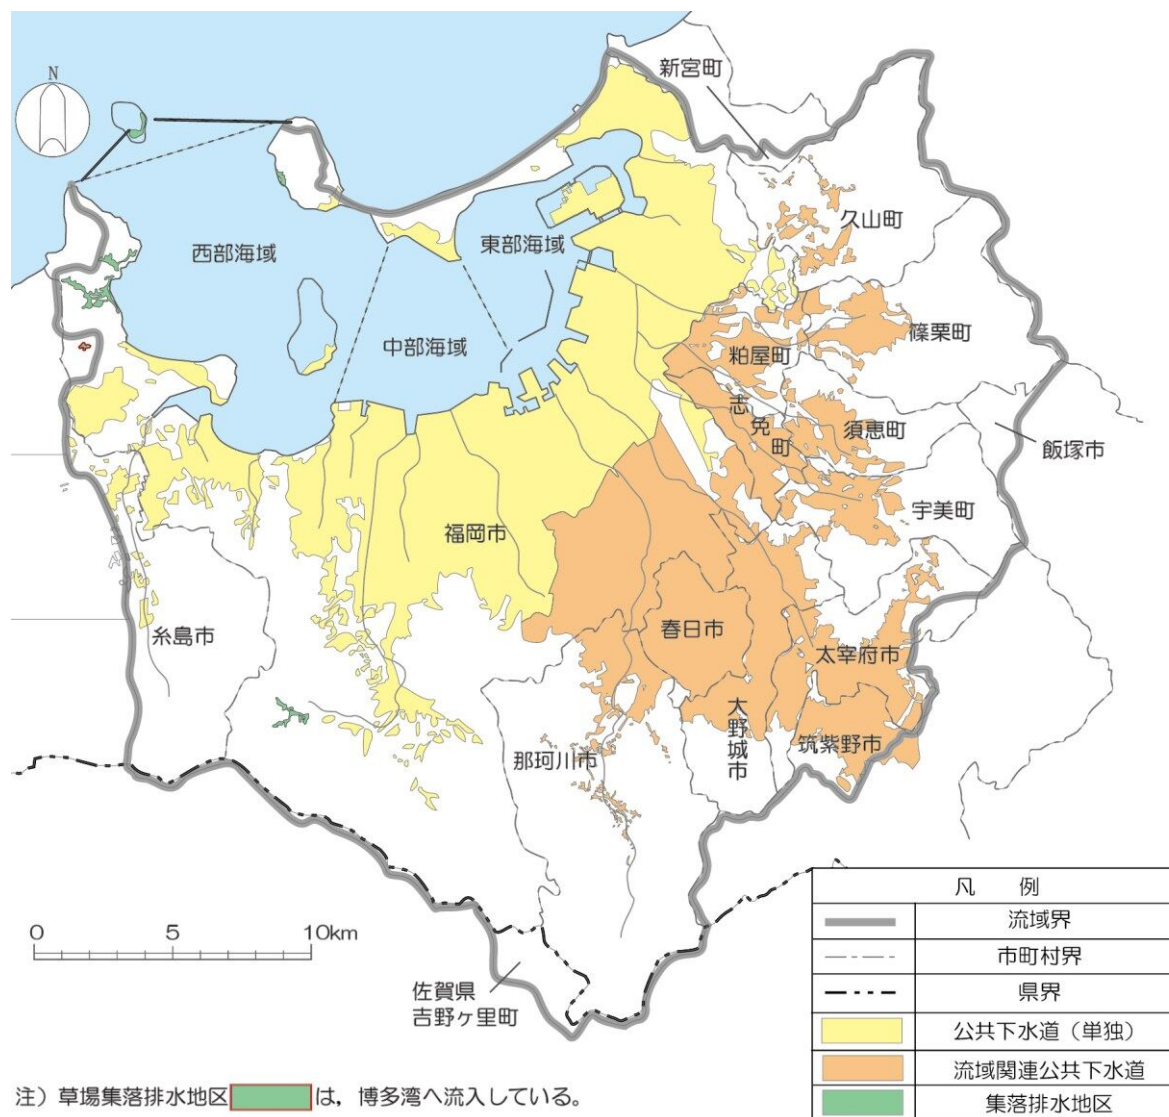 N
新宮町
久山町
東部海域
西部海域
中部海域
篠栗町
粕屋町
志免町
須恵町
飯塚市
宇美町
福岡市
糸島市
春日市
太宰府市
大野城市
筑紫野市
那珂川市
0 5 10km
佐賀県
吉野ヶ里町
凡 例
流域界
市町村界
県界
公共下水道（単独）
流域関連公共下水道
集落排水地区
注）草場集落排水地区 は，博多湾へ流入している。